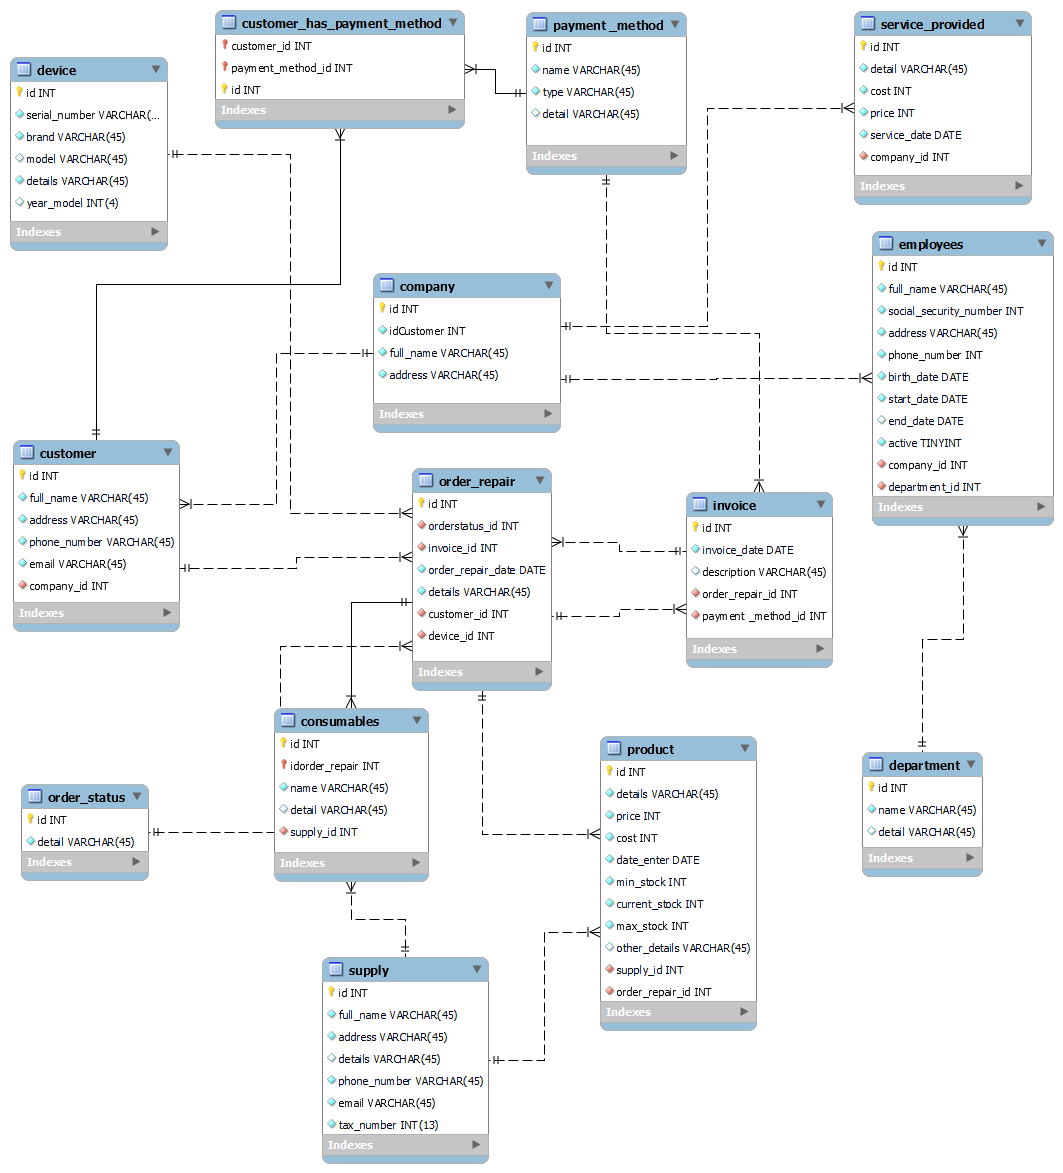 customer_has_payment_method
customer_id INT
payment_method_id INT
id INT
Indexes
payment _method
id INT
name VARCHAR(45)
type VARCHAR(45)
detail VARCHAR(45)
Indexes
service_provided
id INT
detail VARCHAR(45)
cost INT
price INT
service_date DATE
company_id INT
Indexes
device
id INT
serial_number VARCHAR(...
brand VARCHAR(45)
model VARCHAR(45)
details VARCHAR(45)
year_model INT(4)
Indexes
employees
id INT
full_name VARCHAR(45)
social_security_number INT
address VARCHAR(45)
phone_number INT
birth_date DATE
start_date DATE
end_date DATE
active TINYINT
company_id INT
department_id INT
Indexes
company
id INT
idCustomer INT
full_name VARCHAR(45)
address VARCHAR(45)
Indexes
customer
id INT
full_name VARCHAR(45)
address VARCHAR(45)
phone_number VARCHAR(45)
email VARCHAR(45)
company_id INT
Indexes
order_repair
id INT
orderstatus_id INT
invoice_id INT
order_repair_date DATE
details VARCHAR(45)
customer_id INT
device_id INT
Indexes
invoice
id INT
invoice_date DATE
description VARCHAR(45)
order_repair_id INT
payment _method_id INT
Indexes
consumables
id INT
idorder_repair INT
name VARCHAR(45)
detail VARCHAR(45)
supply_id INT
Indexes
product
id INT
details VARCHAR(45)
price INT
cost INT
date_enter DATE
min_stock INT
current_stock INT
max_stock INT
other_details VARCHAR(45)
supply_id INT
order_repair_id INT
Indexes
department
id INT
name VARCHAR(45)
detail VARCHAR(45)
Indexes
order_status
id INT
detail VARCHAR(45)
Indexes
supply
id INT
full_name VARCHAR(45)
address VARCHAR(45)
details VARCHAR(45)
phone_number VARCHAR(45)
email VARCHAR(45)
tax_number INT(13)
Indexes